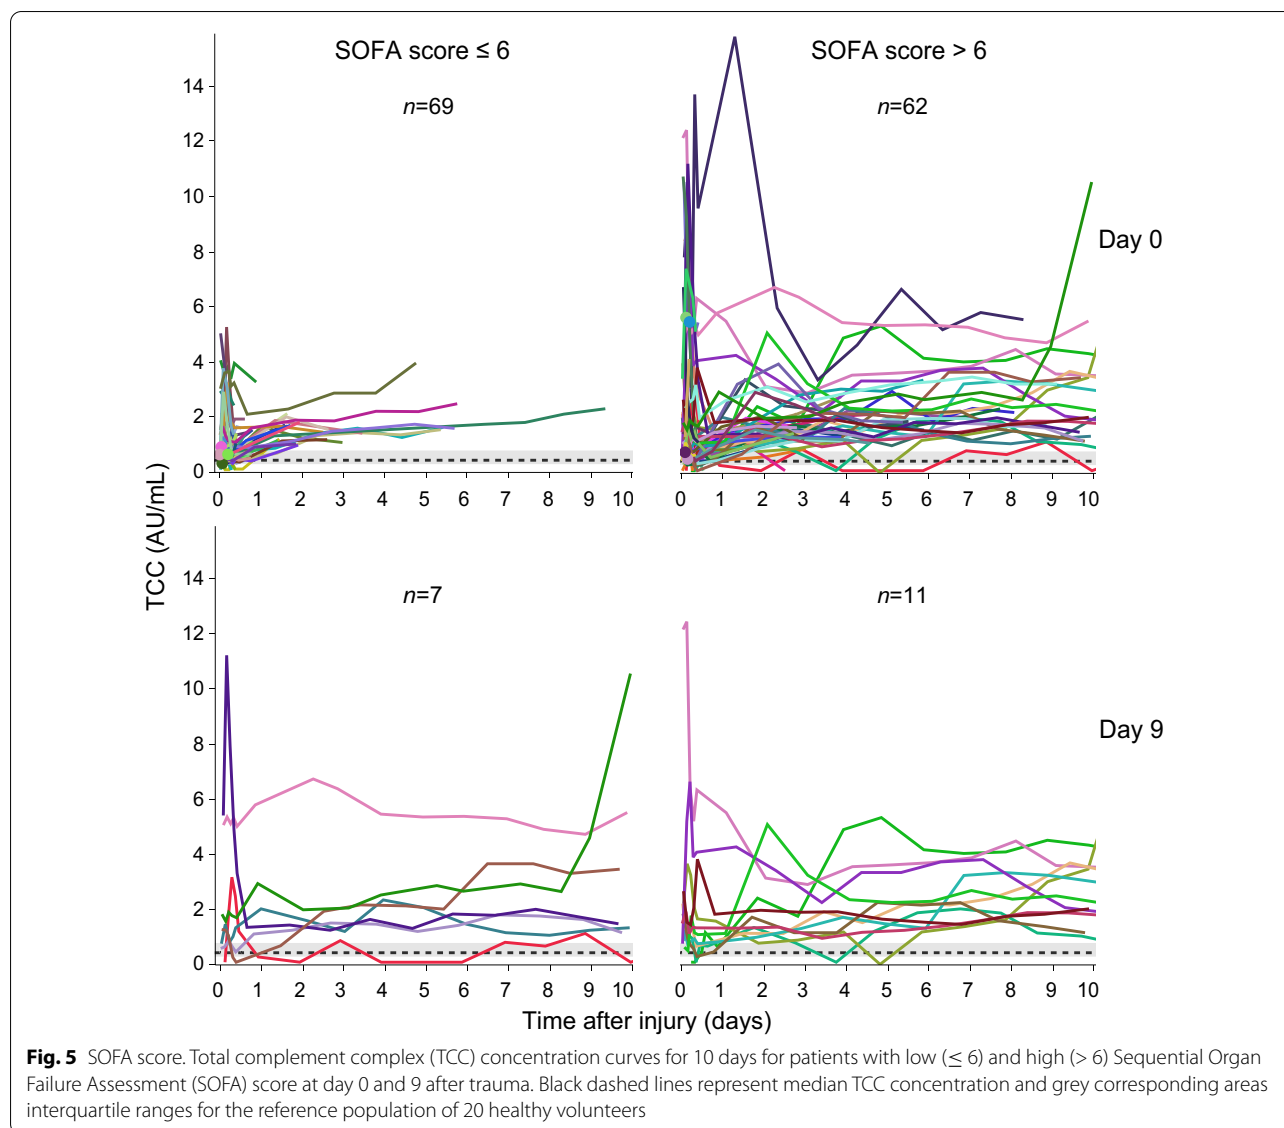 SOFA score ≤ 6
SOFA score > 6
n=69
n=62
Day 0
14
12
10
8
6
4
2
0
0 1 2 3 4 5 6 7 8 9 10
0 1 2 3 4 5 6 7 8 9 10
TCC (AU/mL)
n=7
n=11
Day 9
14
12
10
8
6
4
2
0
0 1 2 3 4 5 6 7 8 9 10
0 1 2 3 4 5 6 7 8 9 10
Time after injury (days)
Fig. 5 SOFA score. Total complement complex (TCC) concentration curves for 10 days for patients with low (≤ 6) and high (> 6) Sequential Organ
Failure Assessment (SOFA) score at day 0 and 9 after trauma. Black dashed lines represent median TCC concentration and grey corresponding areas
interquartile ranges for the reference population of 20 healthy volunteers